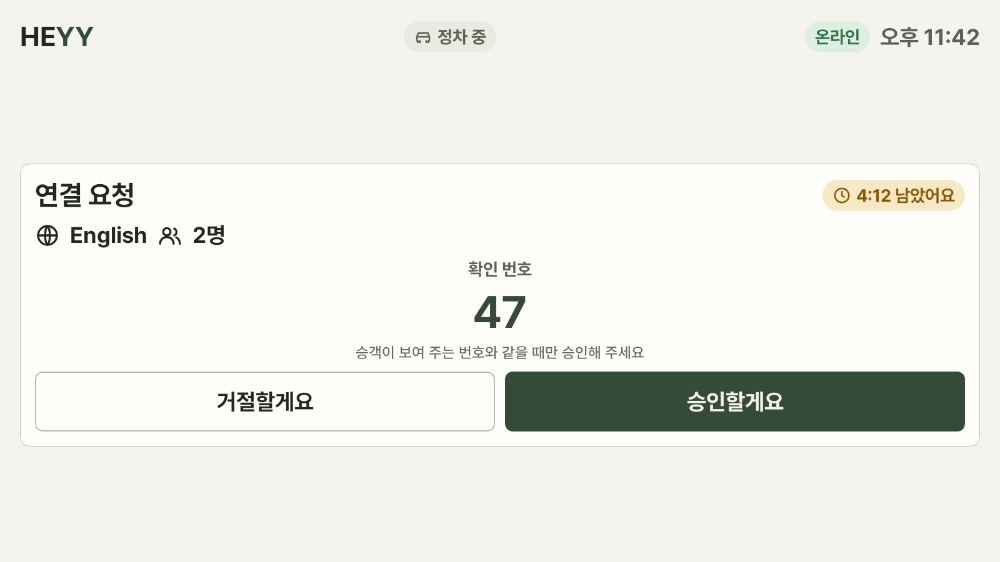 HEYY
정차 중
온라인
오후 11:42
연결 요청
4:12 남았어요
English
2명
확인 번호
47
승객이 보여 주는 번호와 같을 때만 승인해 주세요
거절할게요
승인할게요